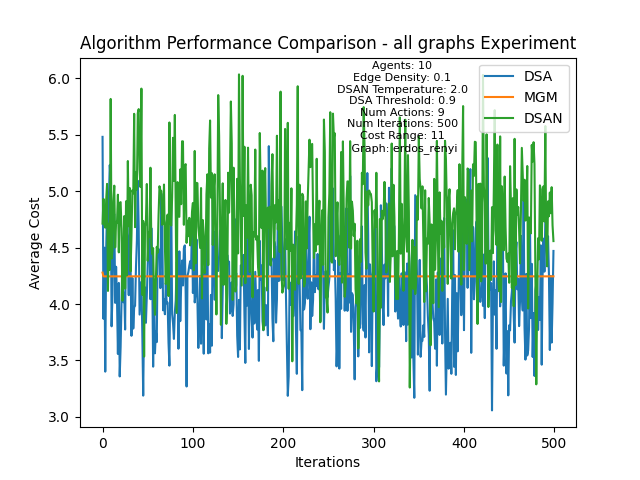 Algorithm Performance Comparison - all graphs Experiment
Agents: 10
Edge Density: 0.1
DSAN Temperature: 2.0
DSA Threshold: 0.9
Num Actions: 9
Num Iterations: 500
Cost Range: 11
Graph: erdos_renyi
DSA
MGM
DSAN
Average Cost
6.0
5.5
5.0
4.5
4.0
3.5
3.0
0
100
200
300
400
500
Iterations